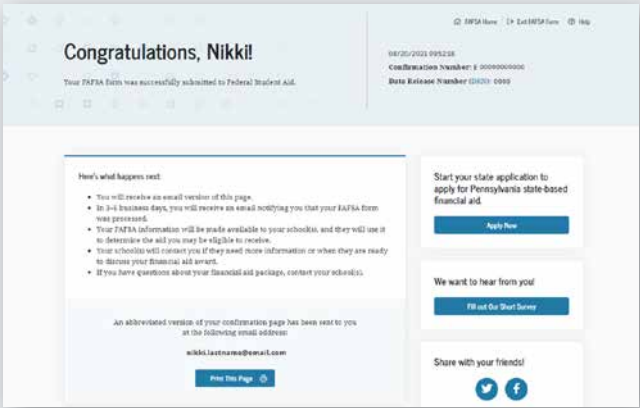 FAFSA Home | Exit FAFSA Form Help
Congratulations, Nikki!
Your FAFSA form was successfully submitted to Federal Student Aid.
08/20/2021
Confirmation Number: F 00000000000
Data Release Number (DRN): 0000
Here's what happens next:
You will receive an email version of this page.
In 3–5 business days, you will receive an email notifying you that your FAFSA form
was processed.
Your FAFSA information will be made available to your school(s), and they will use it
to determine the aid you may be eligible to receive.
Your school(s) will contact you if they need more information or when they are ready
to discuss your financial aid award.
If you have questions about your financial aid package, contact your school(s).
An abbreviated version of your confirmation page has been sent to you
at the following email address:
nikki.lastname@email.com
Print This Page
Start your state application to
apply for Pennsylvania state-based
financial aid.
Apply Now
We want to hear from you!
Fill out Our Short Survey
Share with your friends!